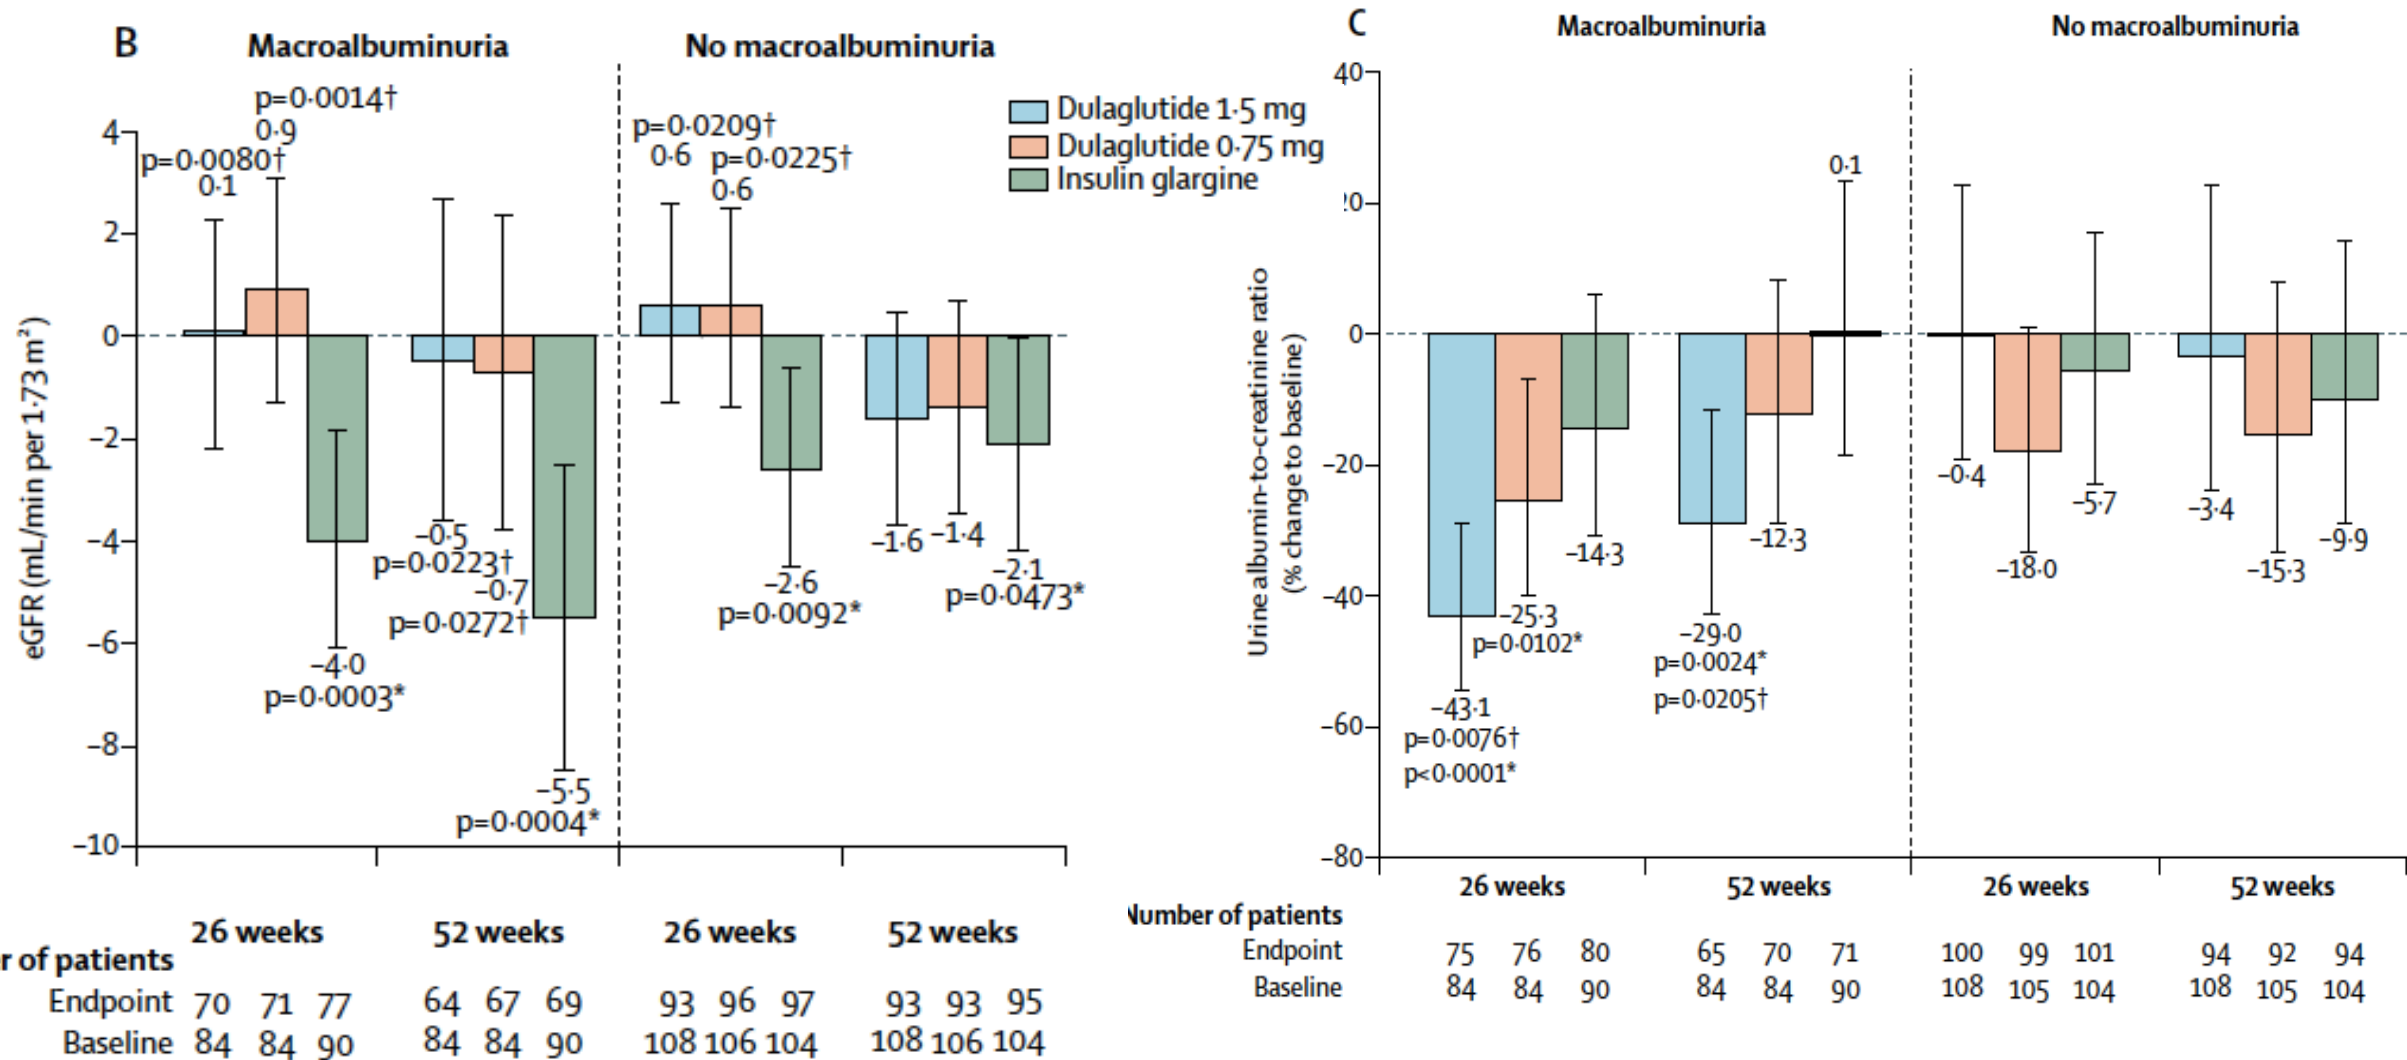 B
Macroalbuminuria
No macroalbuminuria
p=0·0014†
0·9
p=0·0080†
0·1
p=0·0209†
0·6
p=0·0225†
0·6
Dulaglutide 1·5 mg
Dulaglutide 0·75 mg
Insulin glargine
eGFR (mL/min per 1·73 m²)
4
2
0
−2
−4
−6
−8
−10
−4·0
p=0·0003*
−0·5
p=0·0223†
−0·7
p=0·0272†
−5·5
p=0·0004*
−2·6
p=0·0092*
−1·6
−1·4
−2·1
p=0·0473*
26 weeks 52 weeks 26 weeks 52 weeks
r of patients
Endpoint 70 71 77 64 67 69 93 96 97 93 93 95
Baseline 84 84 90 84 84 90 108 106 104 108 106 104
C
Macroalbuminuria
No macroalbuminuria
Urine albumin-to-creatinine ratio
(% change to baseline)
40
20
0
−20
−40
−60
−80
−43·1
p=0·0076†
p<0·0001*
−25·3
p=0·0102*
−14·3
−29·0
p=0·0024*
p=0·0205†
−12·3
0·1
−0·4
−18·0
−5·7
−3·4
−15·3
−9·9
26 weeks 52 weeks 26 weeks 52 weeks
Number of patients
Endpoint 75 76 80 65 70 71 100 99 101 94 92 94
Baseline 84 84 90 84 84 90 108 105 104 108 105 104